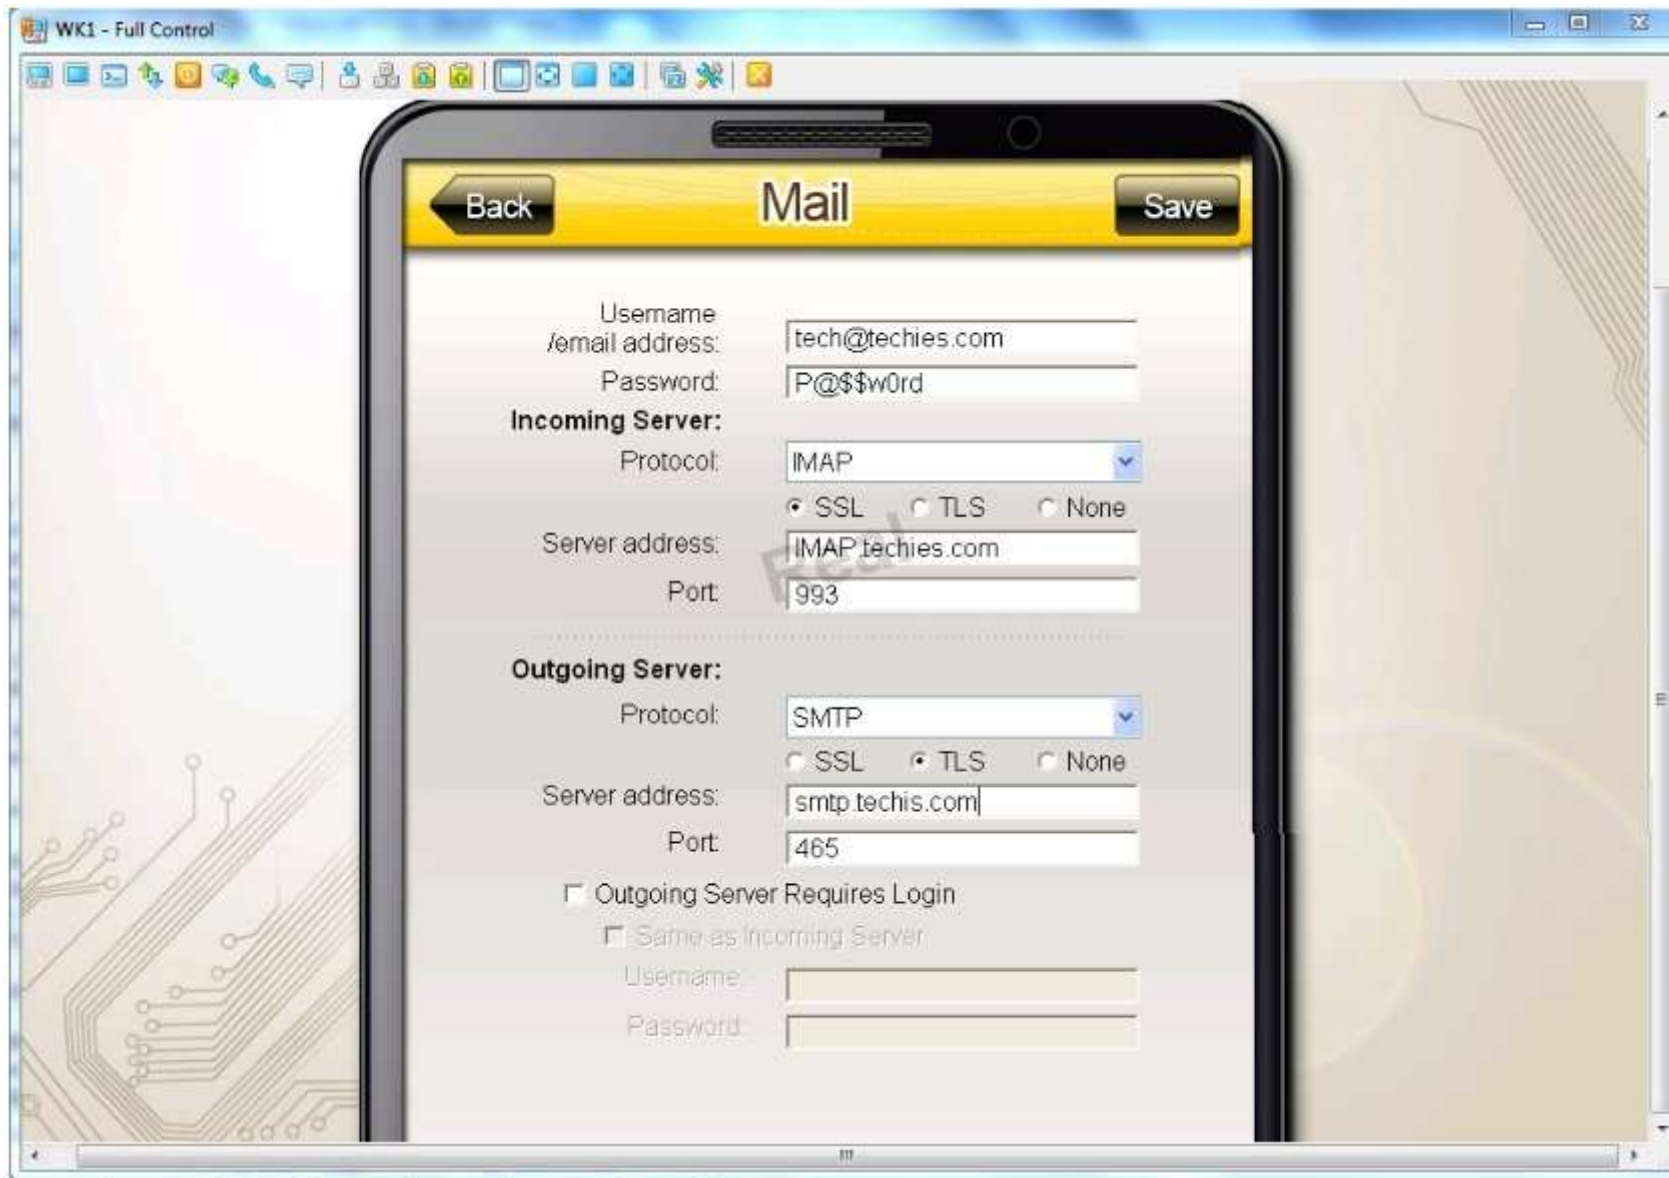 WK1 - Full Control
Back
Mail
Save
Username
/email address:
tech@techies.com
Password:
P@$$w0rd
Incoming Server:
Protocol:
IMAP
SSL TLS None
Server address:
IMAP.techies.com
Real
Port:
993
Outgoing Server:
Protocol:
SMTP
SSL TLS None
Server address:
smtp.techis.com
Port:
465
Outgoing Server Requires Login
Same as Incoming Server
Username:
Password: